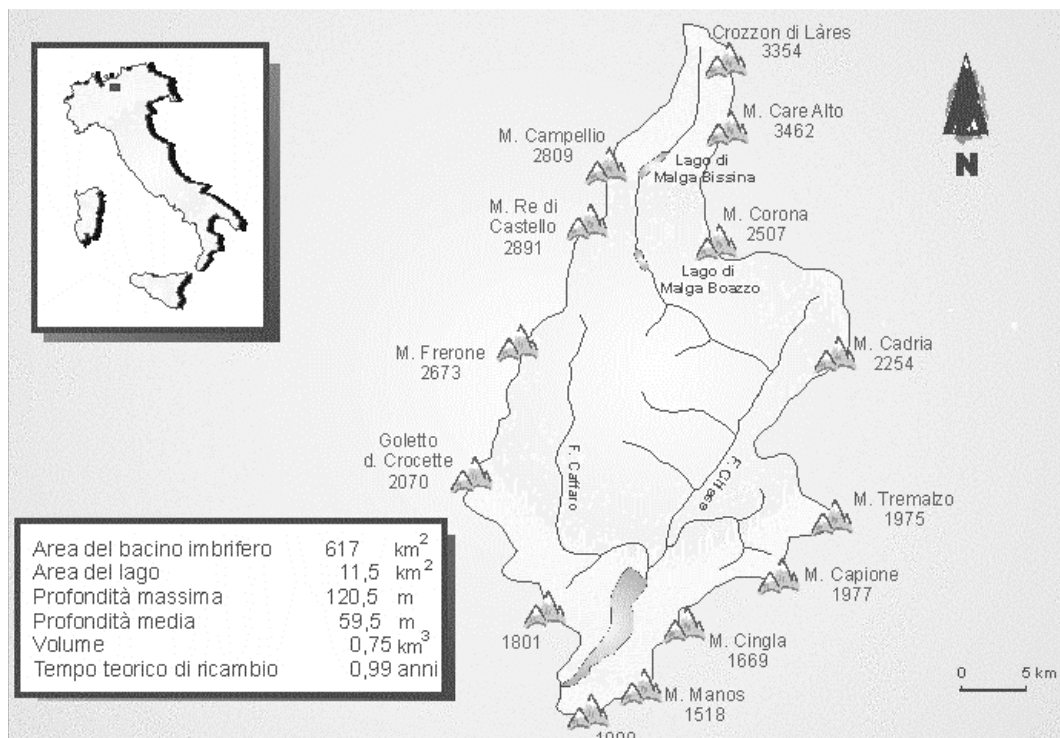 Crozzon di Làres
3354
M. Care Alto
3462
N
M. Campellio
2809
Lago di
Malga Bissina
M. Re di
Castello
2891
M. Corona
2507
Lago di
Malga Boazzo
M. Frerone
2673
M. Cadria
2254
Goletto
d. Crocette
2070
F. Caffaro
F. Chiese
M. Tremalzo
1975
Area del bacino imbrifero 617 km²
Area del lago 11,5 km²
Profondità massima 120,5 m
Profondità media 59,5 m
Volume 0,75 km³
Tempo teorico di ricambio 0,99 anni
M. Capione
1977
1801
M. Cingla
1669
0 5 km
M. Manos
1518